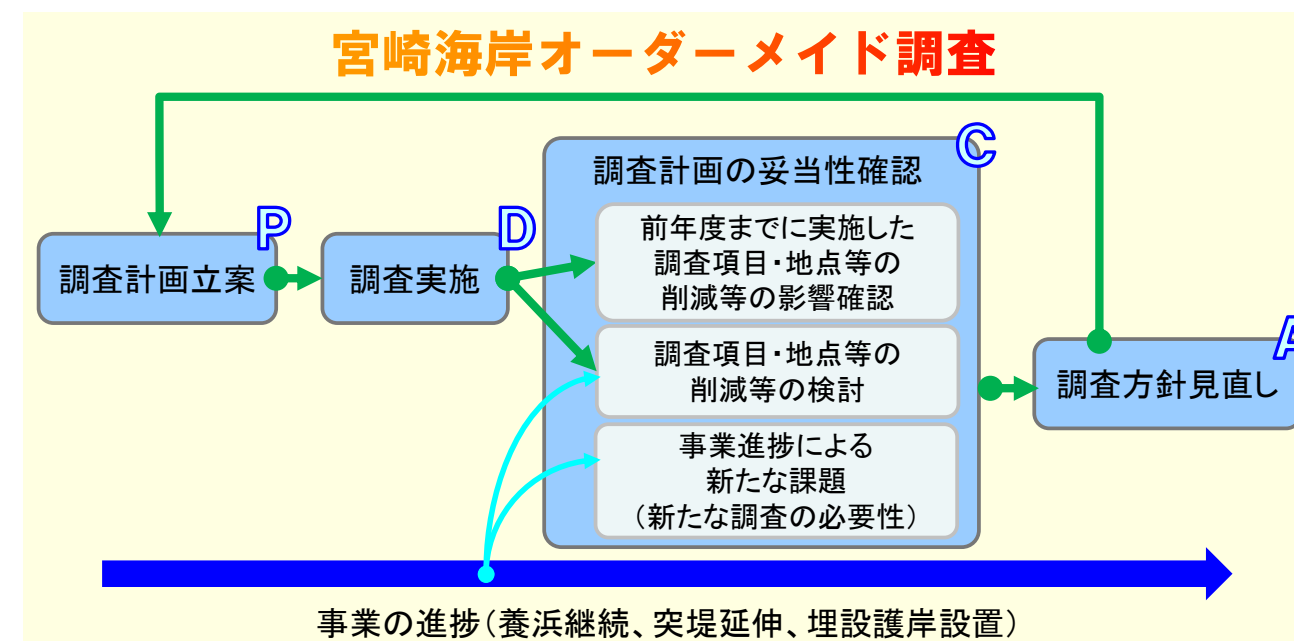 宮崎海岸オーダーメイド調査
P
調査計画立案
D
調査実施
C
調査計画の妥当性確認
前年度までに実施した
調査項目・地点等の
削減等の影響確認
調査項目・地点等の
削減等の検討
事業進捗による
新たな課題
(新たな調査の必要性)
A
調査方針見直し
事業の進捗(養浜継続、突堤延伸、埋設護岸設置)